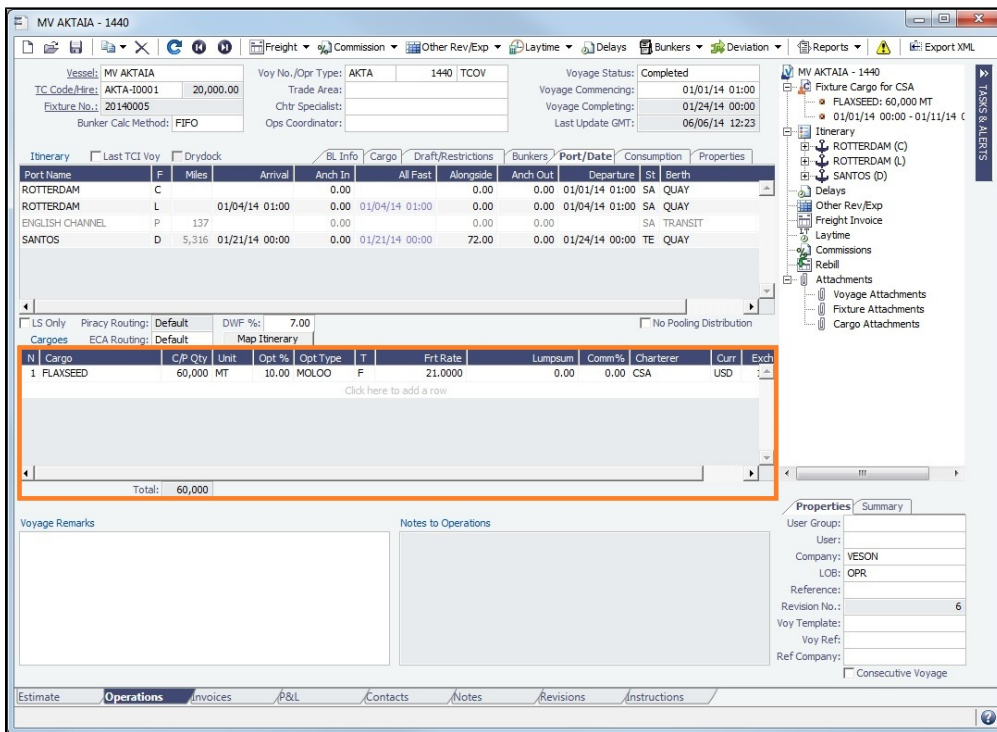 MV AKTAIA - 1440
Freight Commission Other Rev/Exp Laytime Delays Bunkers Deviation Reports Export XML
Vessel: MV AKTAIA Voy No./Opr Type: AKTA 1440 TCOV Voyage Status: Completed
TC Code/Hire: AKTA-I0001 20,000.00 Trade Area: Voyage Commencing: 01/01/14 01:00
Fixture No.: 20140005 Chtr Specialist: Voyage Completing: 01/24/14 00:00
Bunker Calc Method: FIFO Ops Coordinator: Last Update GMT: 06/06/14 12:23
Itinerary Last TCI Voy Drydock BL Info Cargo Draft/Restrictions Bunkers Port/Date Consumption Properties
Port Name F Miles Arrival Anch In All Fast Alongside Anch Out Departure St Berth
ROTTERDAM C 0.00 0.00 0.00 01/01/14 01:00 SA QUAY
ROTTERDAM L 01/04/14 01:00 0.00 01/04/14 01:00 0.00 0.00 01/04/14 01:00 SA QUAY
ENGLISH CHANNEL P 137 0.00 0.00 0.00 SA TRANSIT
SANTOS D 5,316 01/21/14 00:00 0.00 01/21/14 00:00 72.00 0.00 01/24/14 00:00 TE QUAY
LS Only Piracy Routing: Default DWF %: 7.00 No Pooling Distribution
Cargoes ECA Routing: Default Map Itinerary
N Cargo C/P Qty Unit Opt % Opt Type T Frt Rate Lumpsum Comm% Charterer Curr Exch
1 FLAXSEED 60,000 MT 10.00 MOLOO F 21.0000 0.00 0.00 CSA USD
Click here to add a row
Total: 60,000
Voyage Remarks Notes to Operations
MV AKTAIA - 1440
Fixture Cargo for CSA
FLAXSEED: 60,000 MT
01/01/14 00:00 - 01/11/14
Itinerary
ROTTERDAM (C)
ROTTERDAM (L)
SANTOS (D)
Delays
Other Rev/Exp
Freight Invoice
Laytime
Commissions
Rebill
Attachments
Voyage Attachments
Fixture Attachments
Cargo Attachments
TASKS & ALERTS
Properties Summary
User Group:
User:
Company: VESON
LOB: OPR
Reference:
Revision No.: 6
Voy Template:
Voy Ref:
Ref Company:
Consecutive Voyage
Estimate Operations Invoices P&L Contacts Notes Revisions Instructions